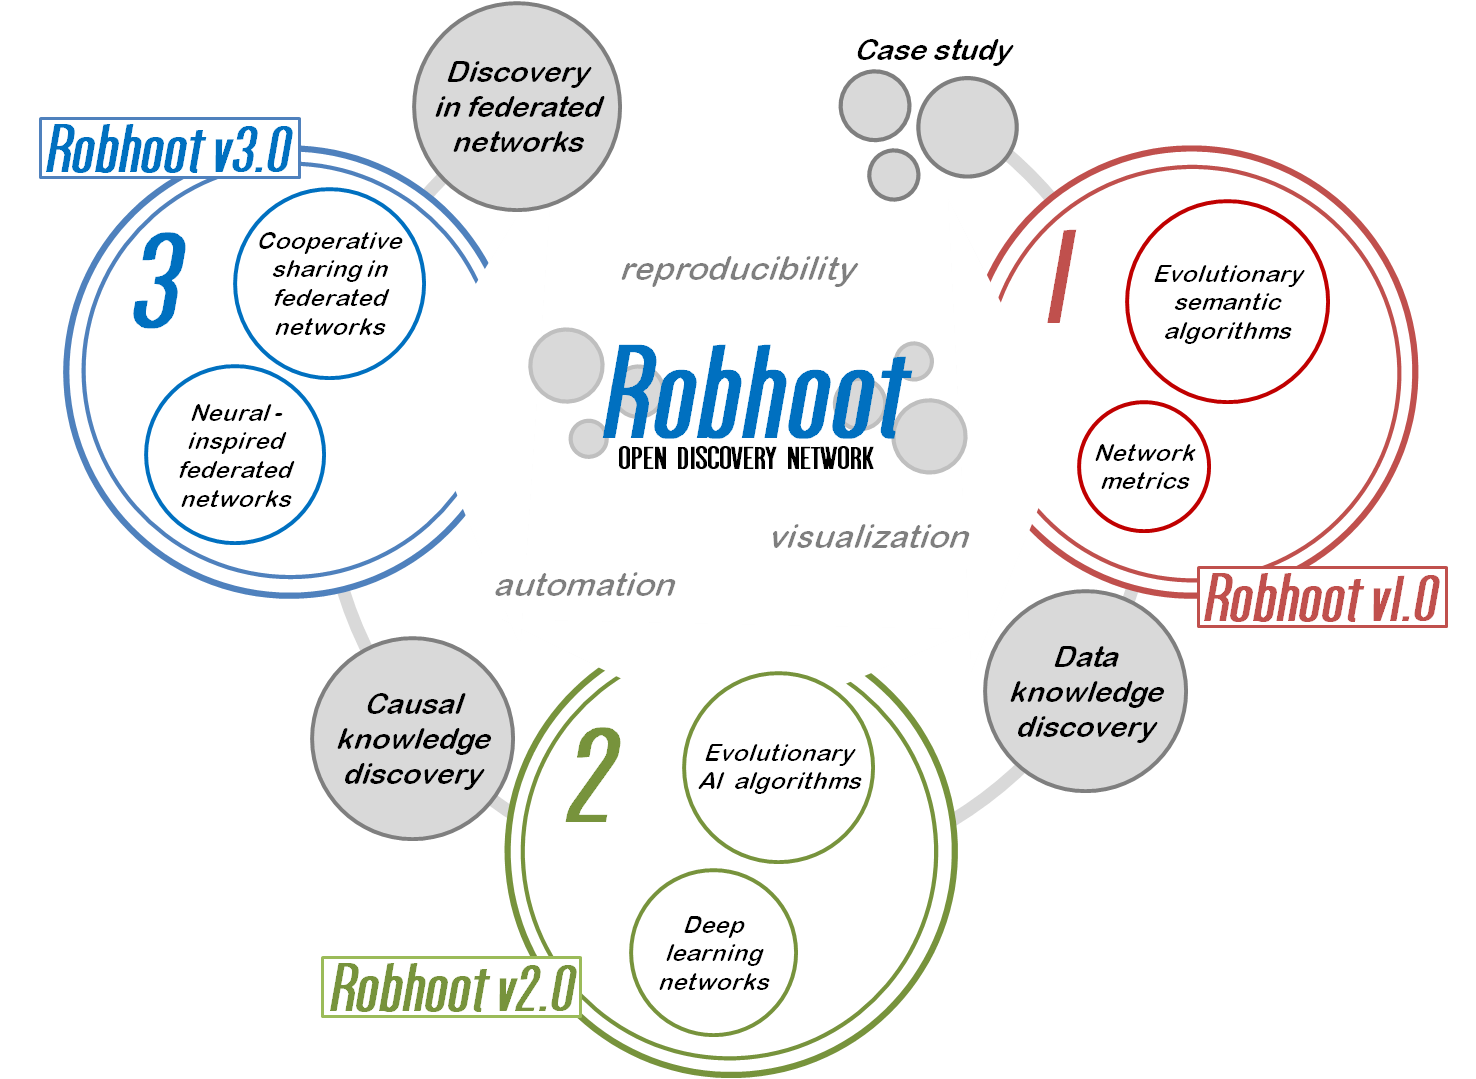 Case study
Discovery
in federated
networks
Robhoot v3.0
3
Cooperative
sharing in
federated
networks
Neural-
inspired
federated
networks
reproducibility
Robhoot
OPEN DISCOVERY NETWORK
visualization
automation
1
Evolutionary
semantic
algorithms
Network
metrics
Robhoot v1.0
Data
knowledge
discovery
Causal
knowledge
discovery
2
Evolutionary
AI algorithms
Deep
learning
networks
Robhoot v2.0